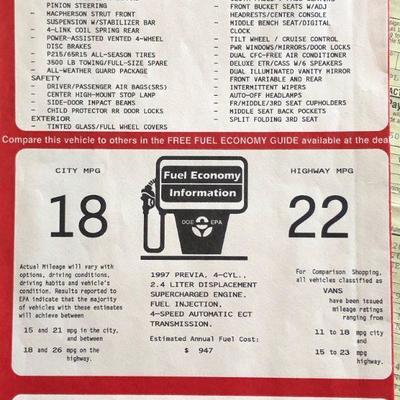 PINION STEERING
- MACPHERSON STRUT FRONT
SUSPENSION W/STABILIZER BAR
- 4-LINK COIL SPRING REAR
- POWER-ASSISTED VENTED 4-WHEEL
DISC BRAKES
- P215/65R15 ALL-SEASON TIRES
- 3500 LB TOWING/FULL-SIZE SPARE
- ALL-WEATHER GUARD PACKAGE
SAFETY
- DRIVER/PASSENGER AIR BAGS(SRS)
- CENTER HIGH-MOUNT STOP LAMP
- SIDE-DOOR IMPACT BEAMS
- CHILD PROTECTOR RR DOOR LOCKS
EXTERIOR
- TINTED GLASS/FULL WHEEL COVERS
- FRONT BUCKET SEATS W/ADJ
HEADRESTS/CENTER CONSOLE
- MIDDLE BENCH SEAT/DIGITAL
CLOCK
- TILT WHEEL / CRUISE CONTROL
- PWR WINDOWS/MIRRORS/DOOR LOCKS
- DUAL CFC-FREE AIR CONDITIONER
- DELUXE ETR/CASS W/6 SPEAKERS
- DUAL ILLUMINATED VANITY MIRROR
- FRONT VARIABLE AND REAR
INTERMITTENT WIPERS
- AUTO-OFF HEADLAMPS
- FR/MIDDLE/3RD SEAT CUPHOLDERS
- MIDDLE SEAT BACK POCKETS
- SPLIT FOLDING 3RD SEAT
Compare this vehicle to others in the FREE FUEL ECONOMY GUIDE available at the deal
CITY MPG
18
Fuel Economy
Information
DOE EPA
HIGHWAY MPG
22
Actual Mileage will vary with
options, driving conditions,
driving habits and vehicle's
condition. Results reported to
EPA indicate that the majority
of vehicles with these estimates
will achieve between
15 and 21 mpg in the city,
and between
18 and 26 mpg on the
highway.
1997 PREVIA, 4-CYL..
2.4 LITER DISPLACEMENT
SUPERCHARGED ENGINE.
FUEL INJECTION,
4-SPEED AUTOMATIC ECT
TRANSMISSION.
Estimated Annual Fuel Cost:
$ 947
For Comparison Shopping,
all vehicles classified as
VANS
have been issued
mileage ratings
ranging from
11 to 18 mpg city
and
15 to 23 mpg
highway.